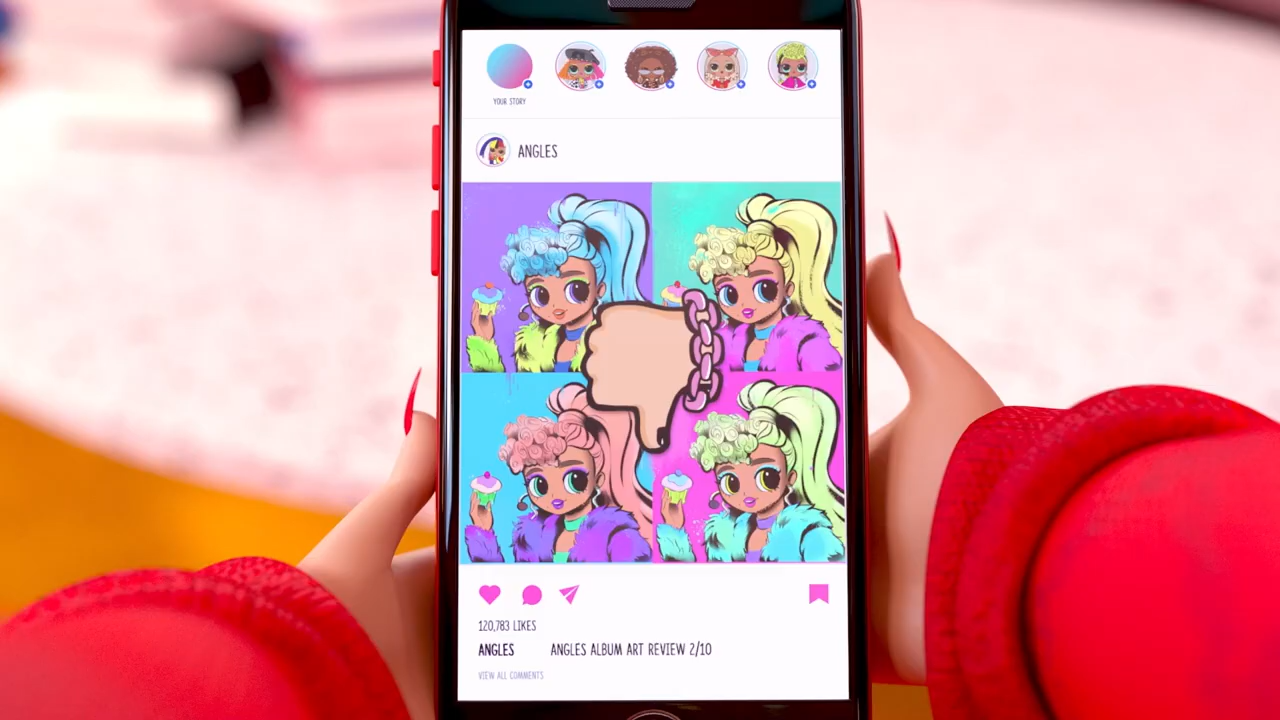 YOUR STORY
ANGLES
120,783 LIKES
ANGLES ANGLES ALBUM ART REVIEW 2/10
VIEW ALL COMMENTS